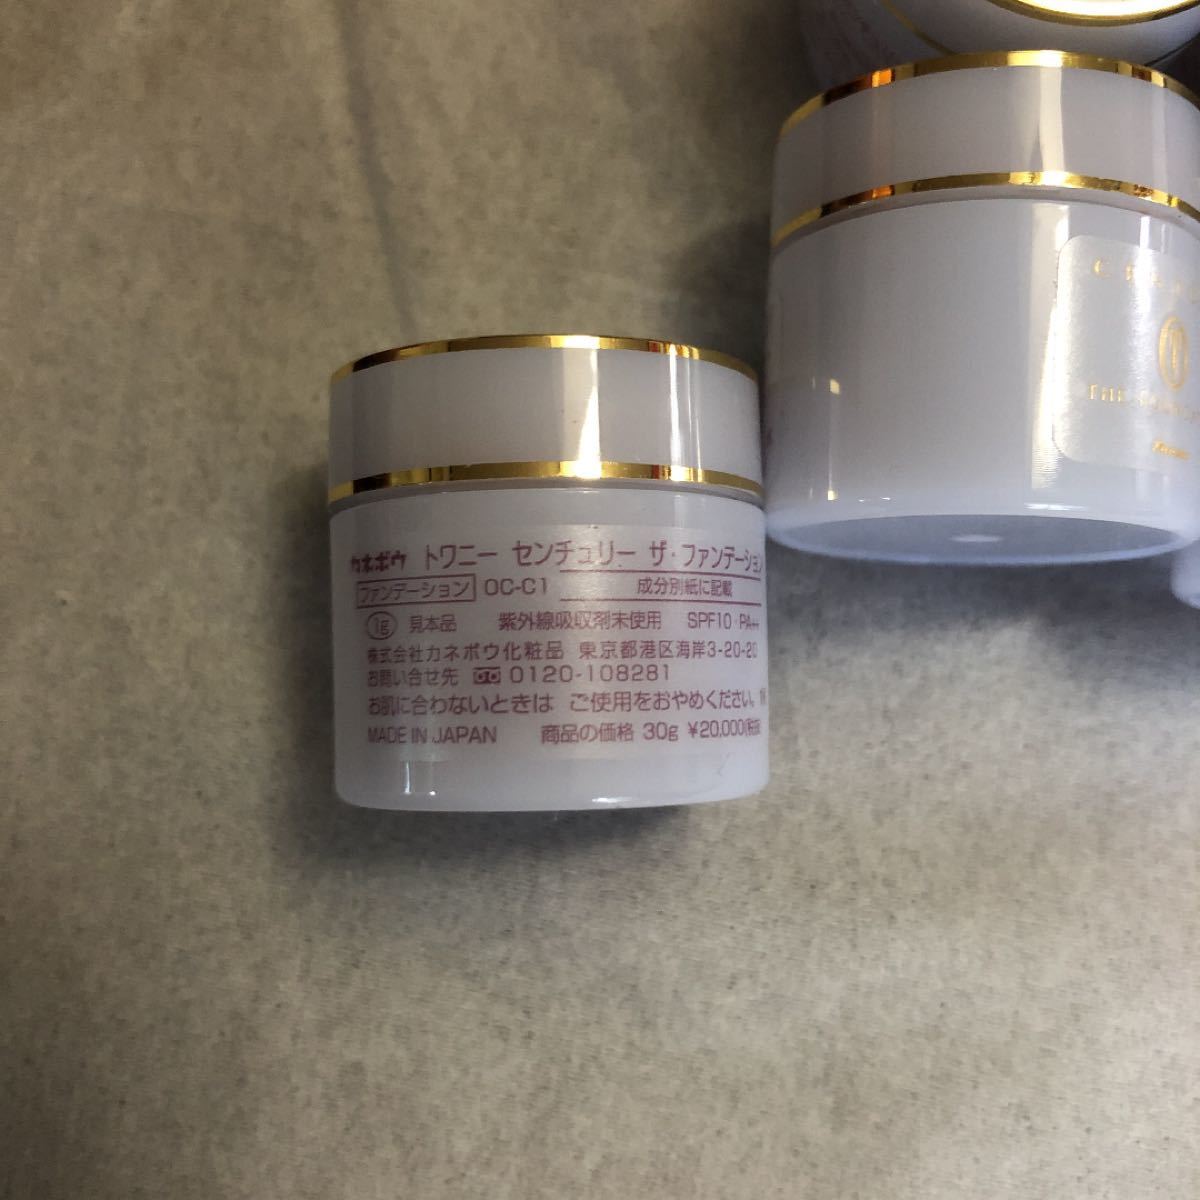 カネボウ トワニー センチュリー ザ・ファンデーション
ファンデーション OC-C1 成分別紙に記載
1g 見本品 紫外線吸収剤未使用 SPF10・PA++
株式会社カネボウ化粧品 東京都港区海岸3-20-20
お問い合せ先 0120-108281
お肌に合わないときは ご使用をおやめください。
MADE IN JAPAN 商品の価格 30g ¥20,000(税抜)
THE